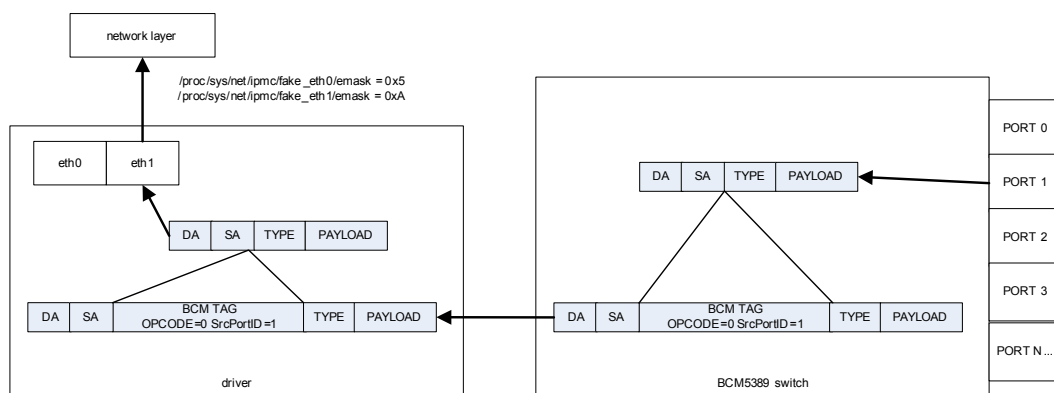 network layer
/proc/sys/net/ipmc/fake_eth0/emask = 0x5
/proc/sys/net/ipmc/fake_eth1/emask = 0xA
eth0 eth1
DA SA TYPE PAYLOAD
DA SA BCM TAG TYPE PAYLOAD
OPCODE=0 SrcPortID=1
driver
DA SA TYPE PAYLOAD
DA SA BCM TAG TYPE PAYLOAD
OPCODE=0 SrcPortID=1
BCM5389 switch
PORT 0
PORT 1
PORT 2
PORT 3
PORT N...